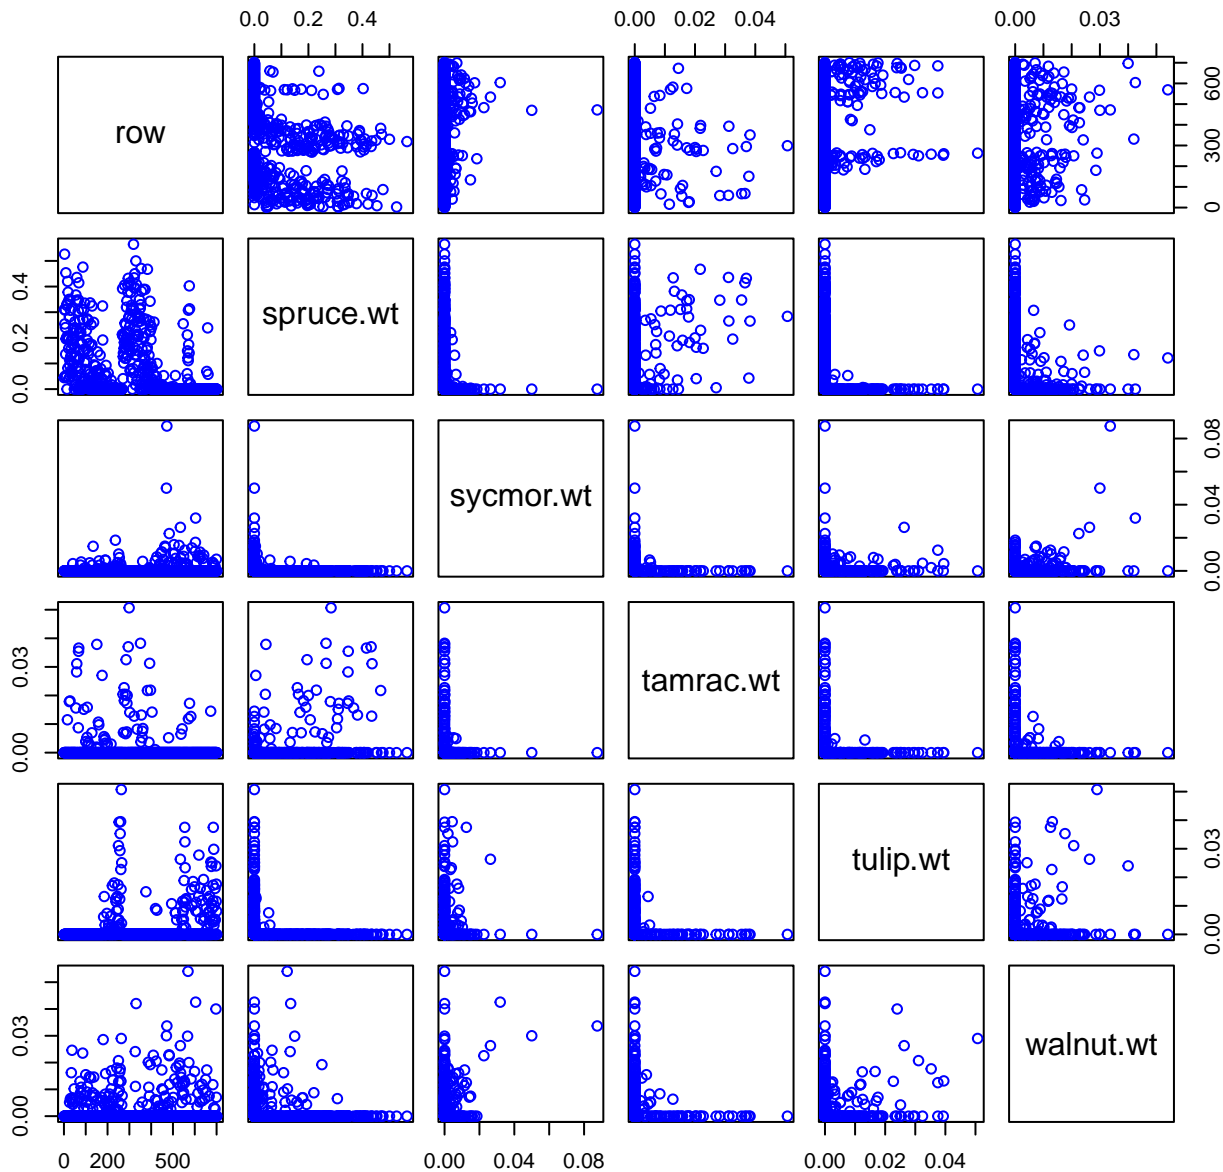 0.0 0.4 0.00 0.02 0.04 0.00 0.03
row 0 300 600
0.0 0.2 0.4 spruce.wt
sycmor.wt 0.00 0.04 0.08
0.00 0.03 tamrac.wt
tulip.wt 0.00 0.03
0.00 0.03 walnut.wt
0 200 500 0.00 0.04 0.08 0.00 0.02 0.04